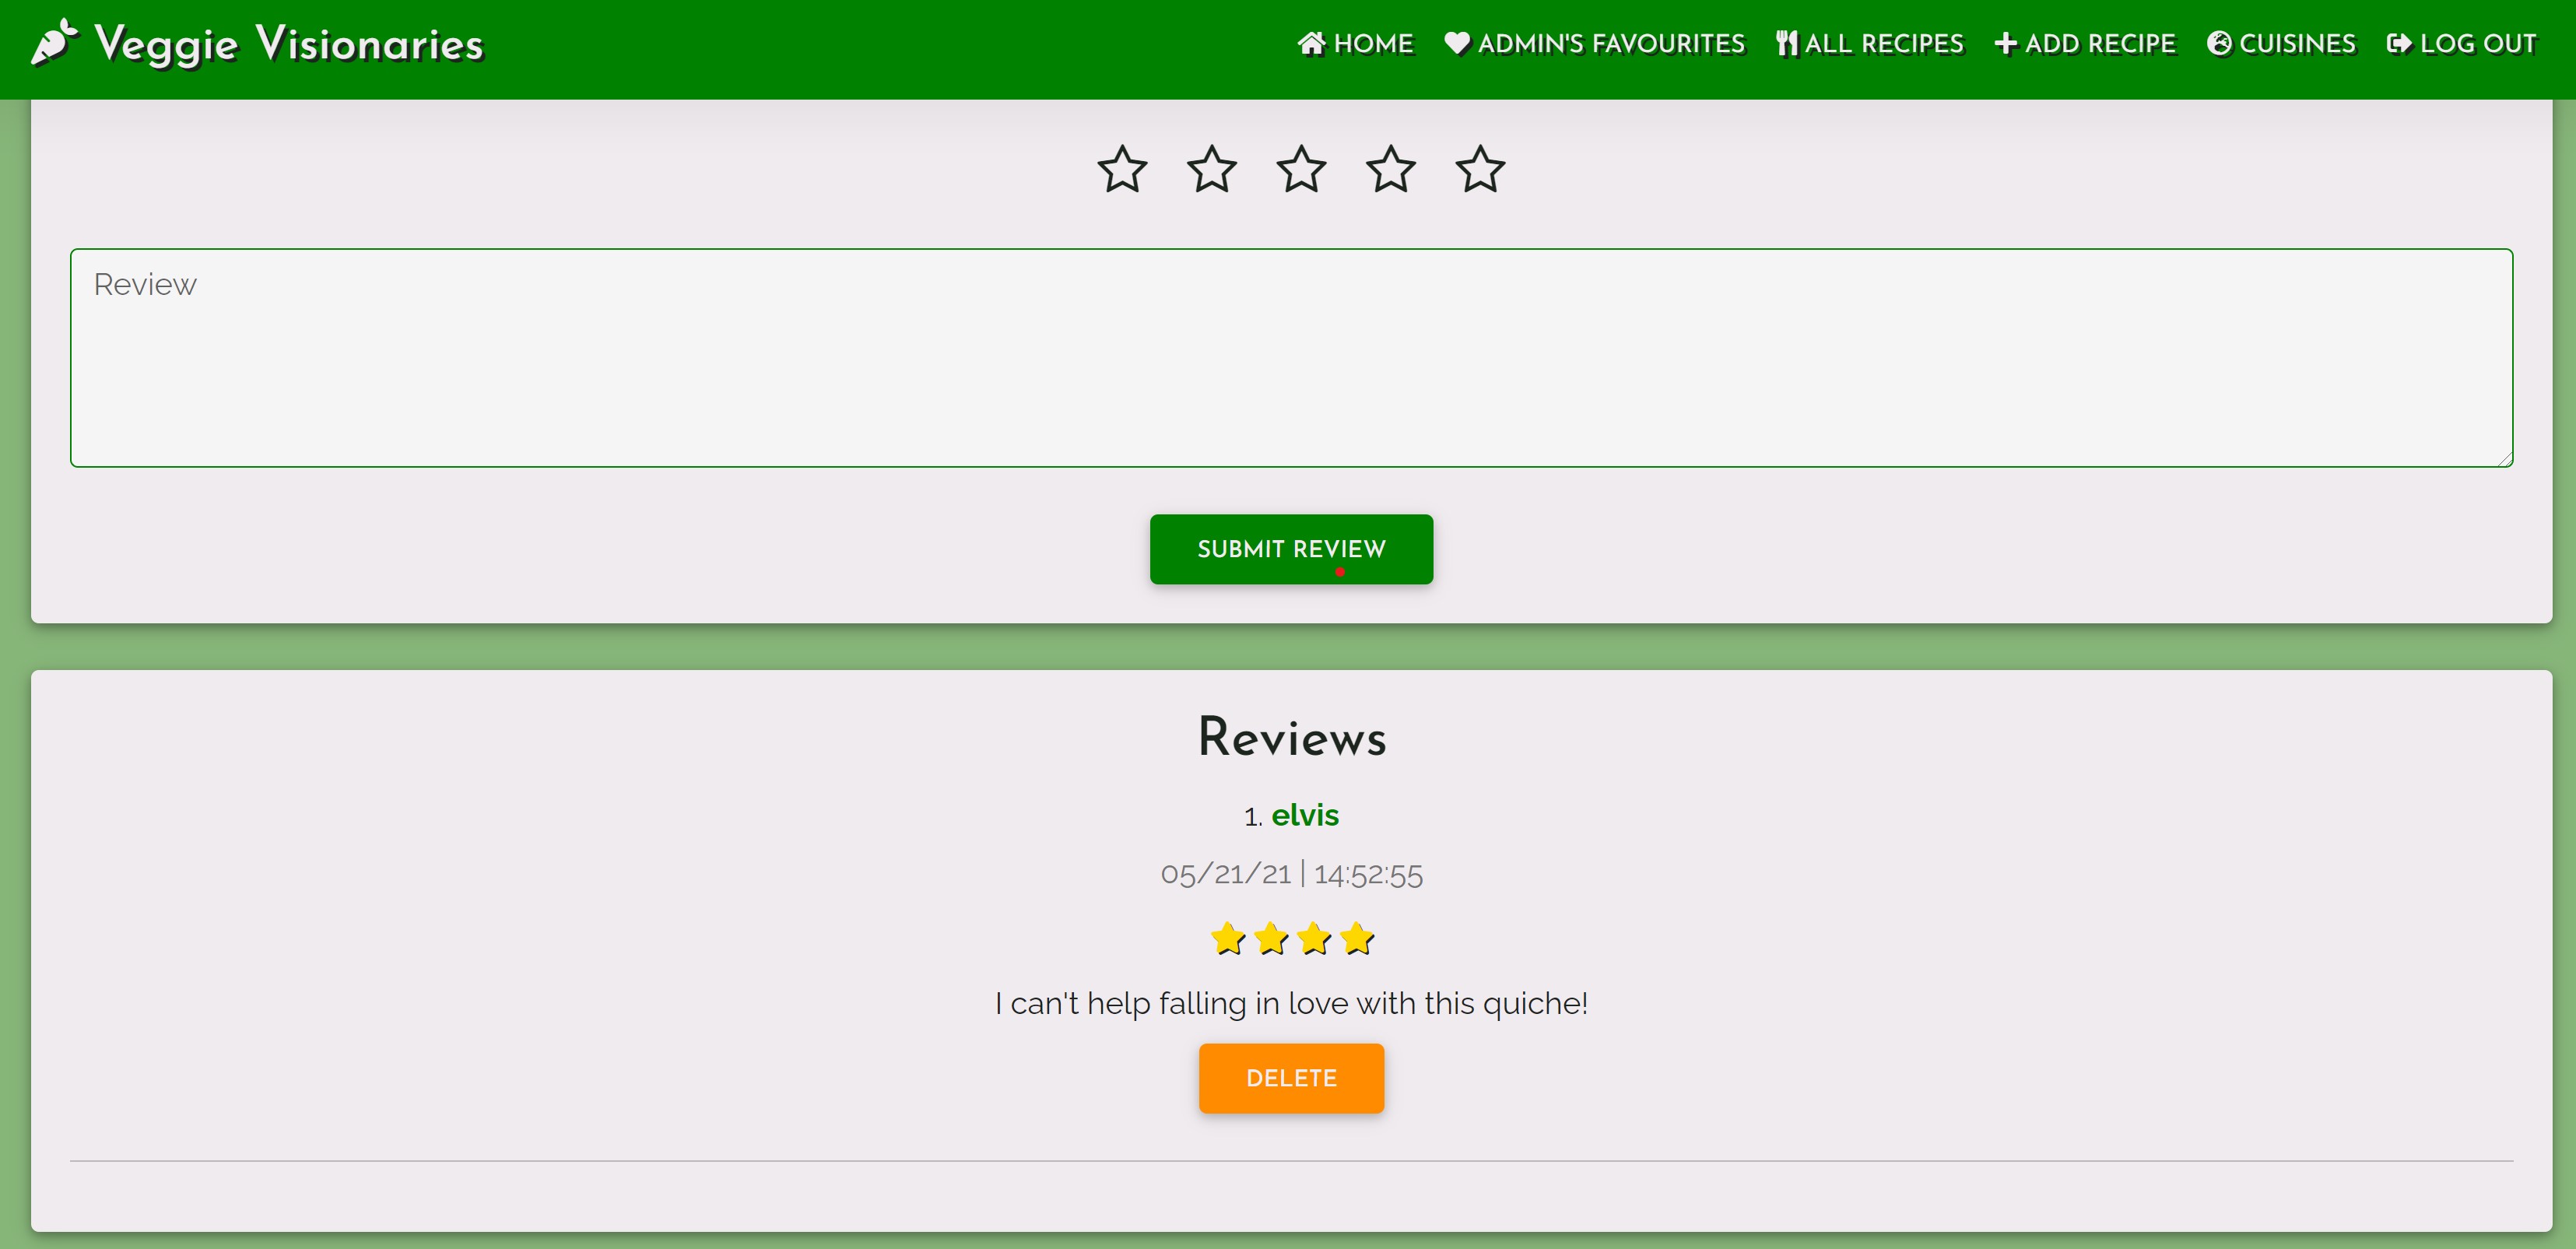 Veggie Visionaries
HOME ADMIN'S FAVOURITES ALL RECIPES ADD RECIPE CUISINES LOG OUT
Review
SUBMIT REVIEW
Reviews
1. elvis
05/21/21 | 14:52:55
I can't help falling in love with this quiche!
DELETE